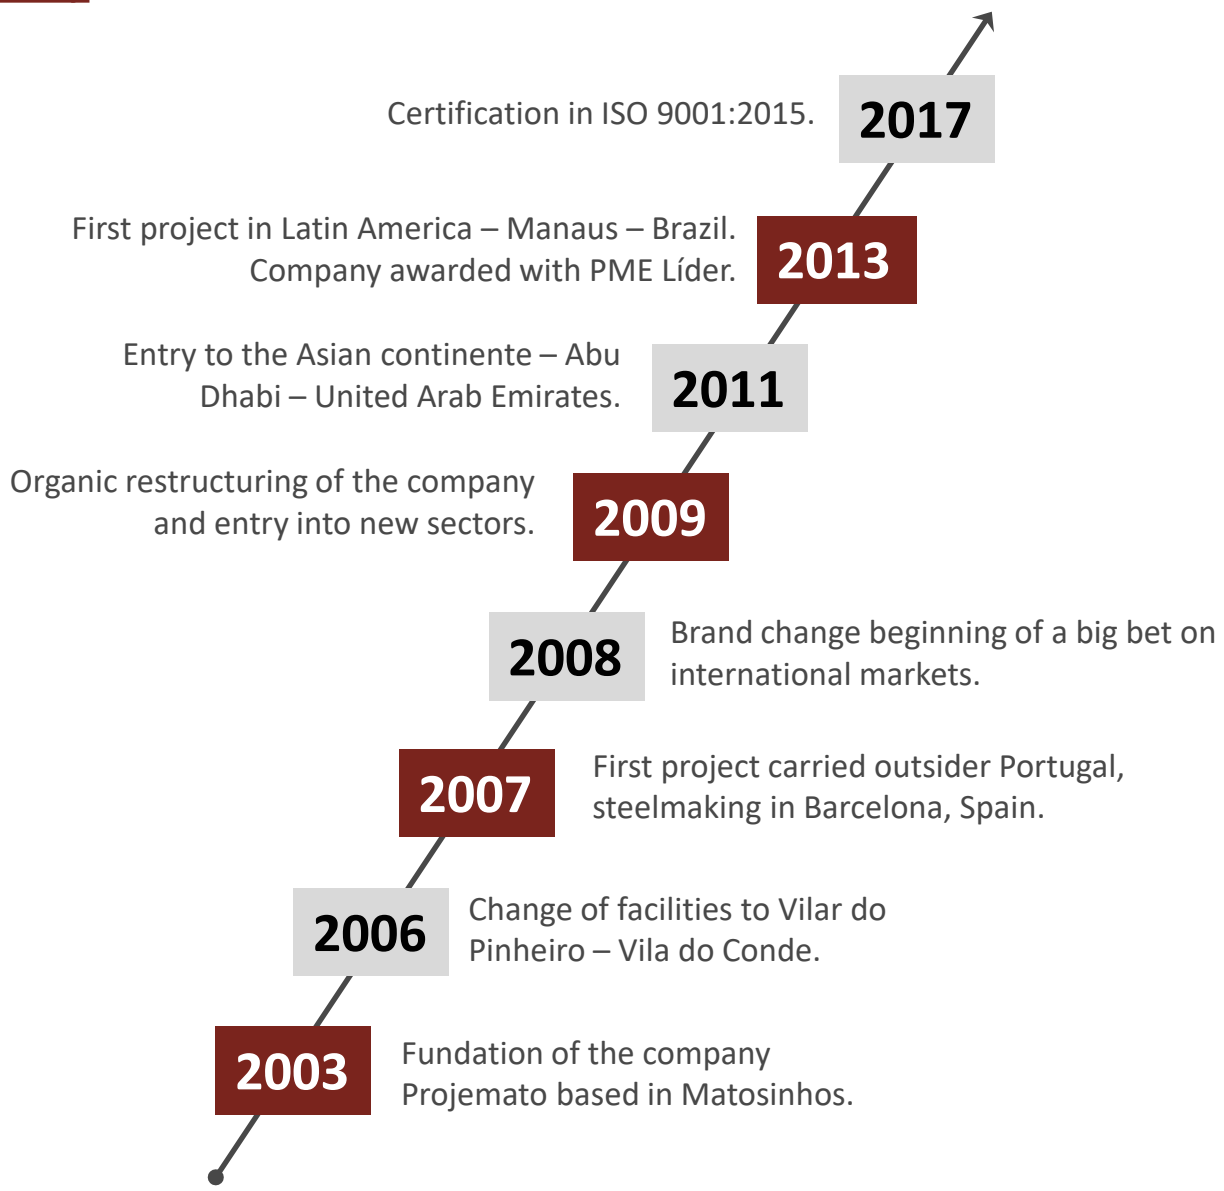 Certification in ISO 9001:2015.
2017
First project in Latin America – Manaus – Brazil.
Company awarded with PME Líder.
2013
Entry to the Asian continente – Abu
Dhabi – United Arab Emirates.
2011
Organic restructuring of the company
and entry into new sectors.
2009
2008
Brand change beginning of a big bet on
international markets.
2007
First project carried outsider Portugal,
steelmaking in Barcelona, Spain.
2006
Change of facilities to Vilar do
Pinheiro – Vila do Conde.
2003
Fundation of the company
Projemato based in Matosinhos.